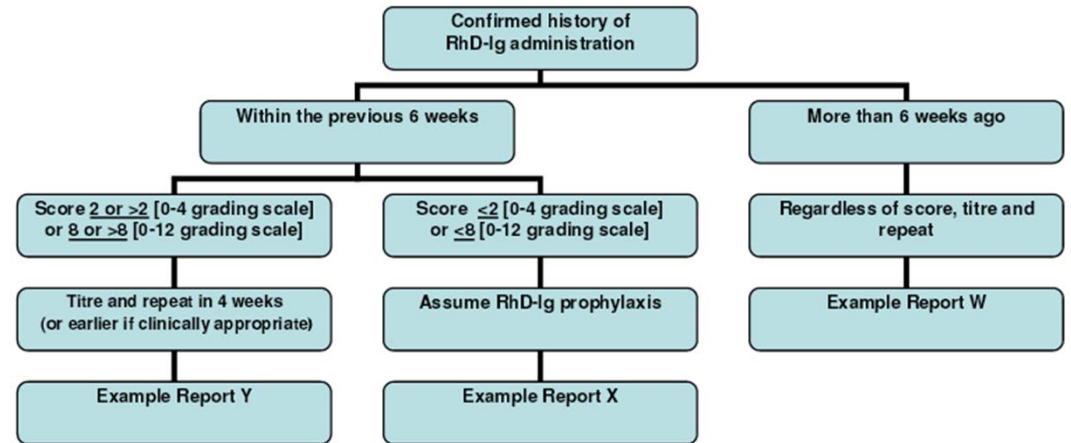 Confirmed history of
RhD-Ig administration
Within the previous 6 weeks
More than 6 weeks ago
Score 2 or >2 [0-4 grading scale]
or 8 or >8 [0-12 grading scale]
Score <2 [0-4 grading scale]
or <8 [0-12 grading scale]
Regardless of score, titre and
repeat
Titre and repeat in 4 weeks
(or earlier if clinically appropriate)
Assume RhD-Ig prophylaxis
Example Report W
Example Report Y
Example Report X